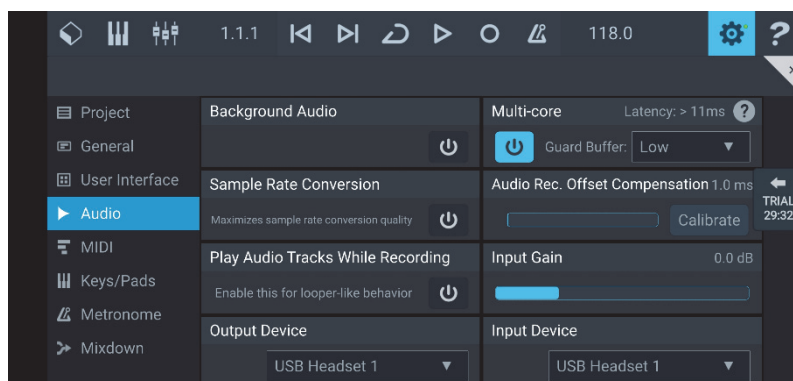 1.1.1 118.0 ?
Project
General
User Interface
Audio
MIDI
Keys/Pads
Metronome
Mixdown
Background Audio
Multi-core Latency: > 11ms ?
Guard Buffer: Low
Sample Rate Conversion
Maximizes sample rate conversion quality
Audio Rec. Offset Compensation 1.0 ms
Calibrate
Play Audio Tracks While Recording
Enable this for looper-like behavior
Input Gain 0.0 dB
Output Device
USB Headset 1
Input Device
USB Headset 1
TRIAL
29:32